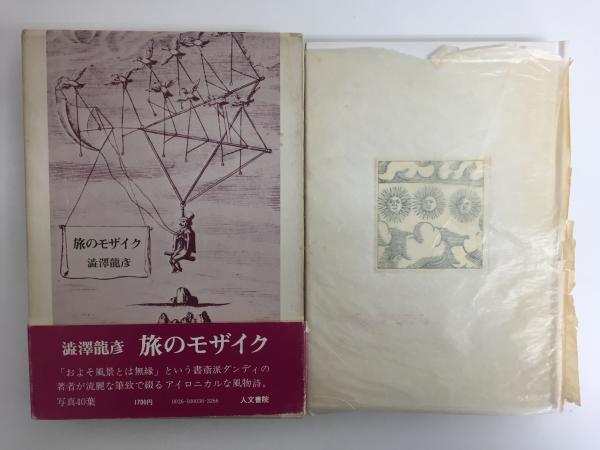 旅のモザイク
澁澤龍彦
澁澤龍彦 旅のモザイク
「およそ風景とは無縁」という書斎派ダンディの
著者が流麗な筆致で綴るアイロニカルな風物詩。
写真40葉 1700円 0026-500036-3266 人文書院